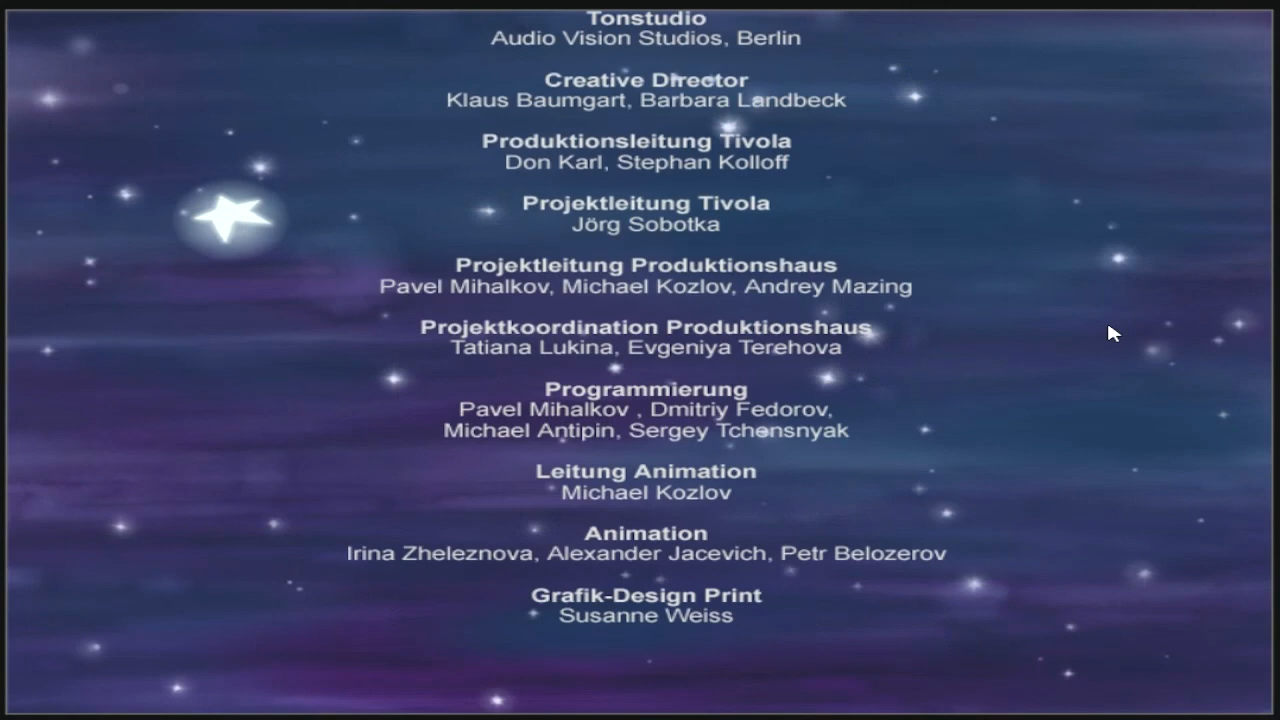 Tonstudio
Audio Vision Studios, Berlin
Creative Director
Klaus Baumgart, Barbara Landbeck
Produktionsleitung Tivola
Don Karl, Stephan Kolloff
Projektleitung Tivola
Jörg Sobotka
Projektleitung Produktionshaus
Pavel Mihalkov, Michael Kozlov, Andrey Mazing
Projektkoordination Produktionshaus
Tatiana Lukina, Evgeniya Terehova
Programmierung
Pavel Mihalkov , Dmitriy Fedorov,
Michael Antipin, Sergey Tchensnyak
Leitung Animation
Michael Kozlov
Animation
Irina Zheleznova, Alexander Jacevich, Petr Belozerov
Grafik-Design Print
Susanne Weiss